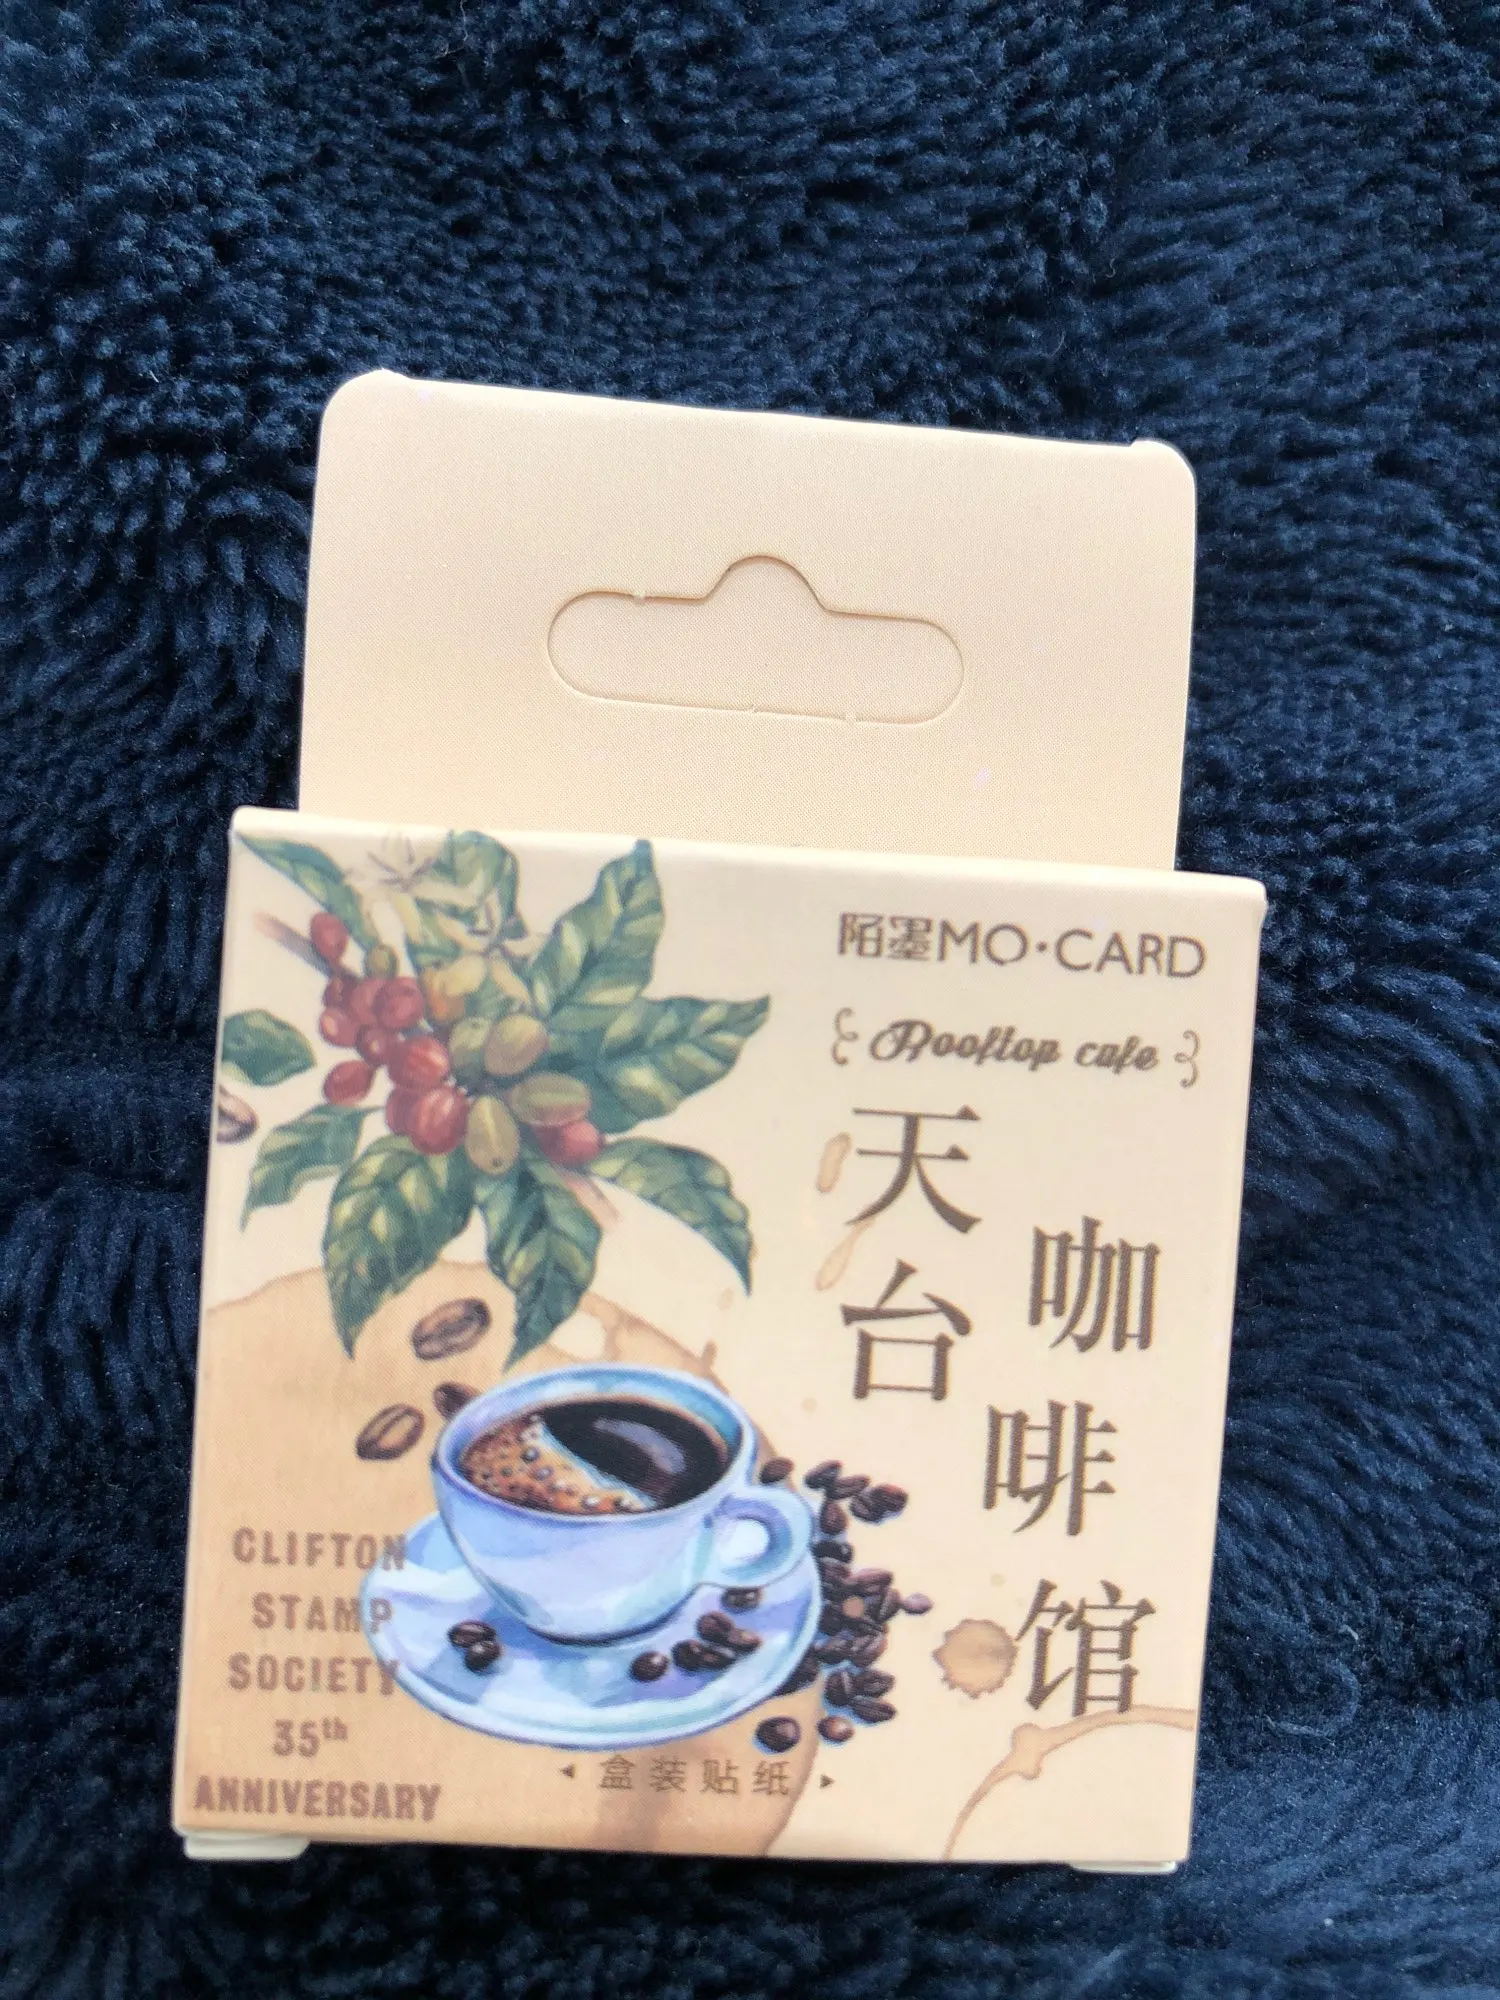 陌墨MO·CARD
Rooftop cafe
天台
咖啡馆
CLIFTON
STAMP
SOCIETY
35th
ANNIVERSARY
盒装贴纸